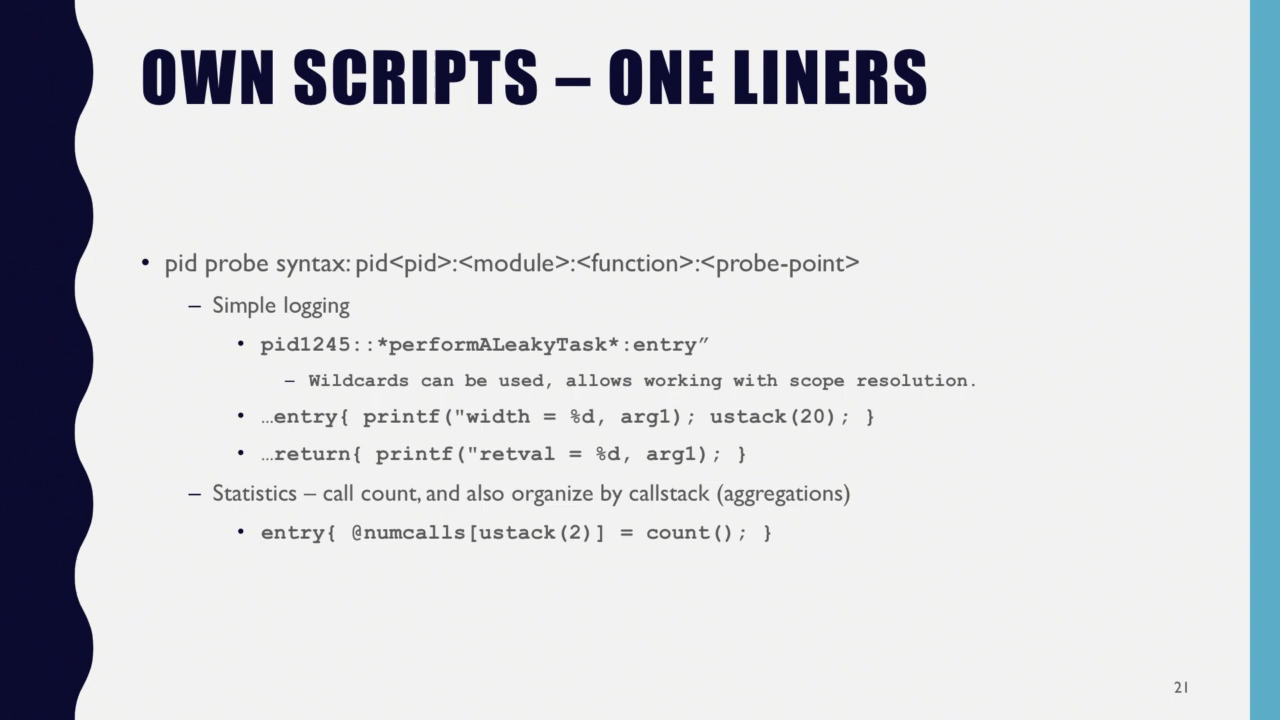 OWN SCRIPTS – ONE LINERS
• pid probe syntax: pid<pid>:<module>:<function>:<probe-point>
– Simple logging
• pid1245::*performALeakyTask*:entry”
– Wildcards can be used, allows working with scope resolution.
• …entry{ printf("width = %d, arg1); ustack(20); }
• …return{ printf("retval = %d, arg1); }
– Statistics – call count, and also organize by callstack (aggregations)
• entry{ @numcalls[ustack(2)] = count(); }
21